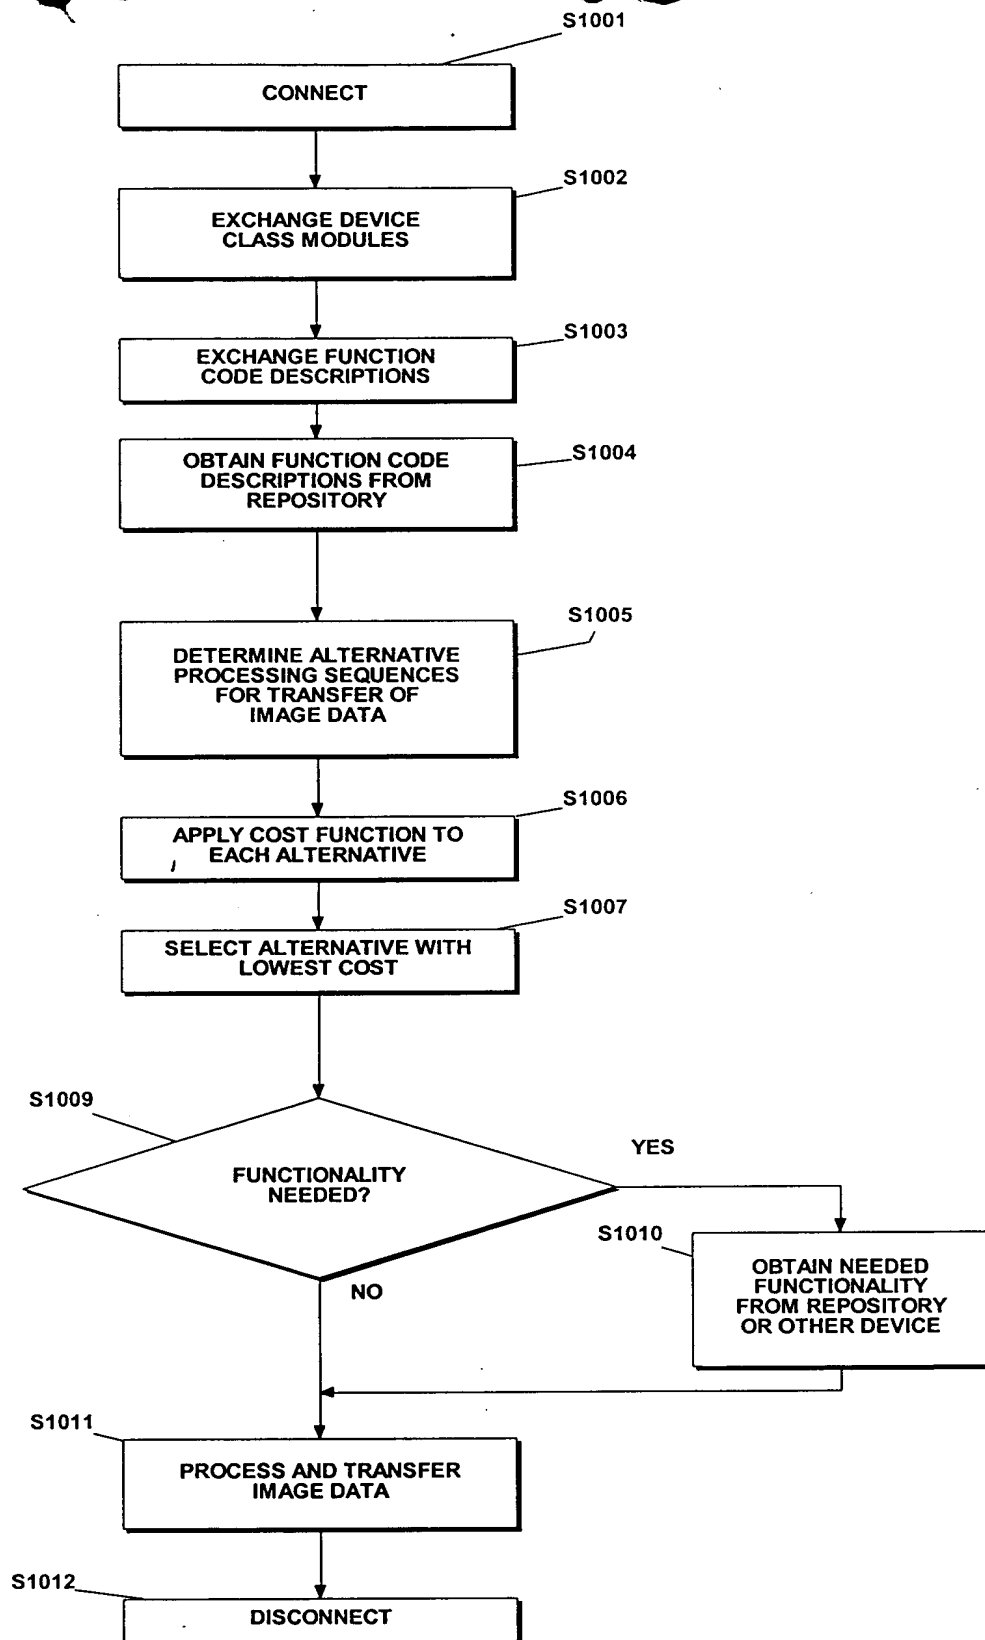 S1001
CONNECT
S1002
EXCHANGE DEVICE
CLASS MODULES
S1003
EXCHANGE FUNCTION
CODE DESCRIPTIONS
S1004
OBTAIN FUNCTION CODE
DESCRIPTIONS FROM
REPOSITORY
S1005
DETERMINE ALTERNATIVE
PROCESSING SEQUENCES
FOR TRANSFER OF
IMAGE DATA
S1006
APPLY COST FUNCTION TO
EACH ALTERNATIVE
S1007
SELECT ALTERNATIVE WITH
LOWEST COST
S1009
FUNCTIONALITY
NEEDED?
YES
S1010
OBTAIN NEEDED
FUNCTIONALITY
FROM REPOSITORY
OR OTHER DEVICE
NO
S1011
PROCESS AND TRANSFER
IMAGE DATA
S1012
DISCONNECT